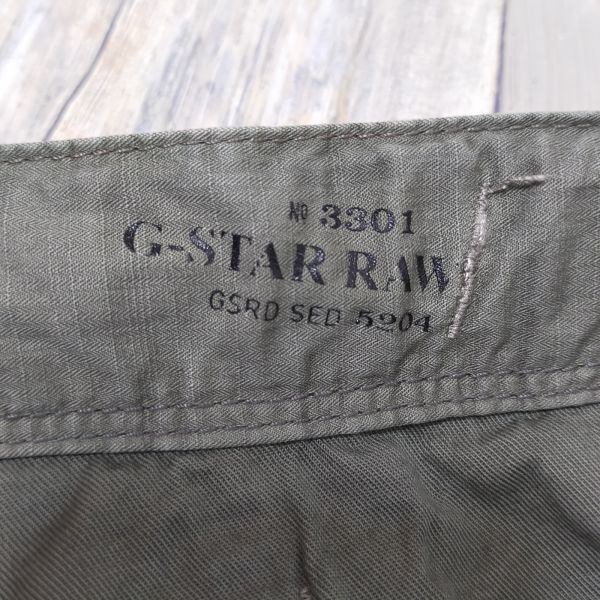 Nº 3301
G-STAR RAW
GSRD SED 5204